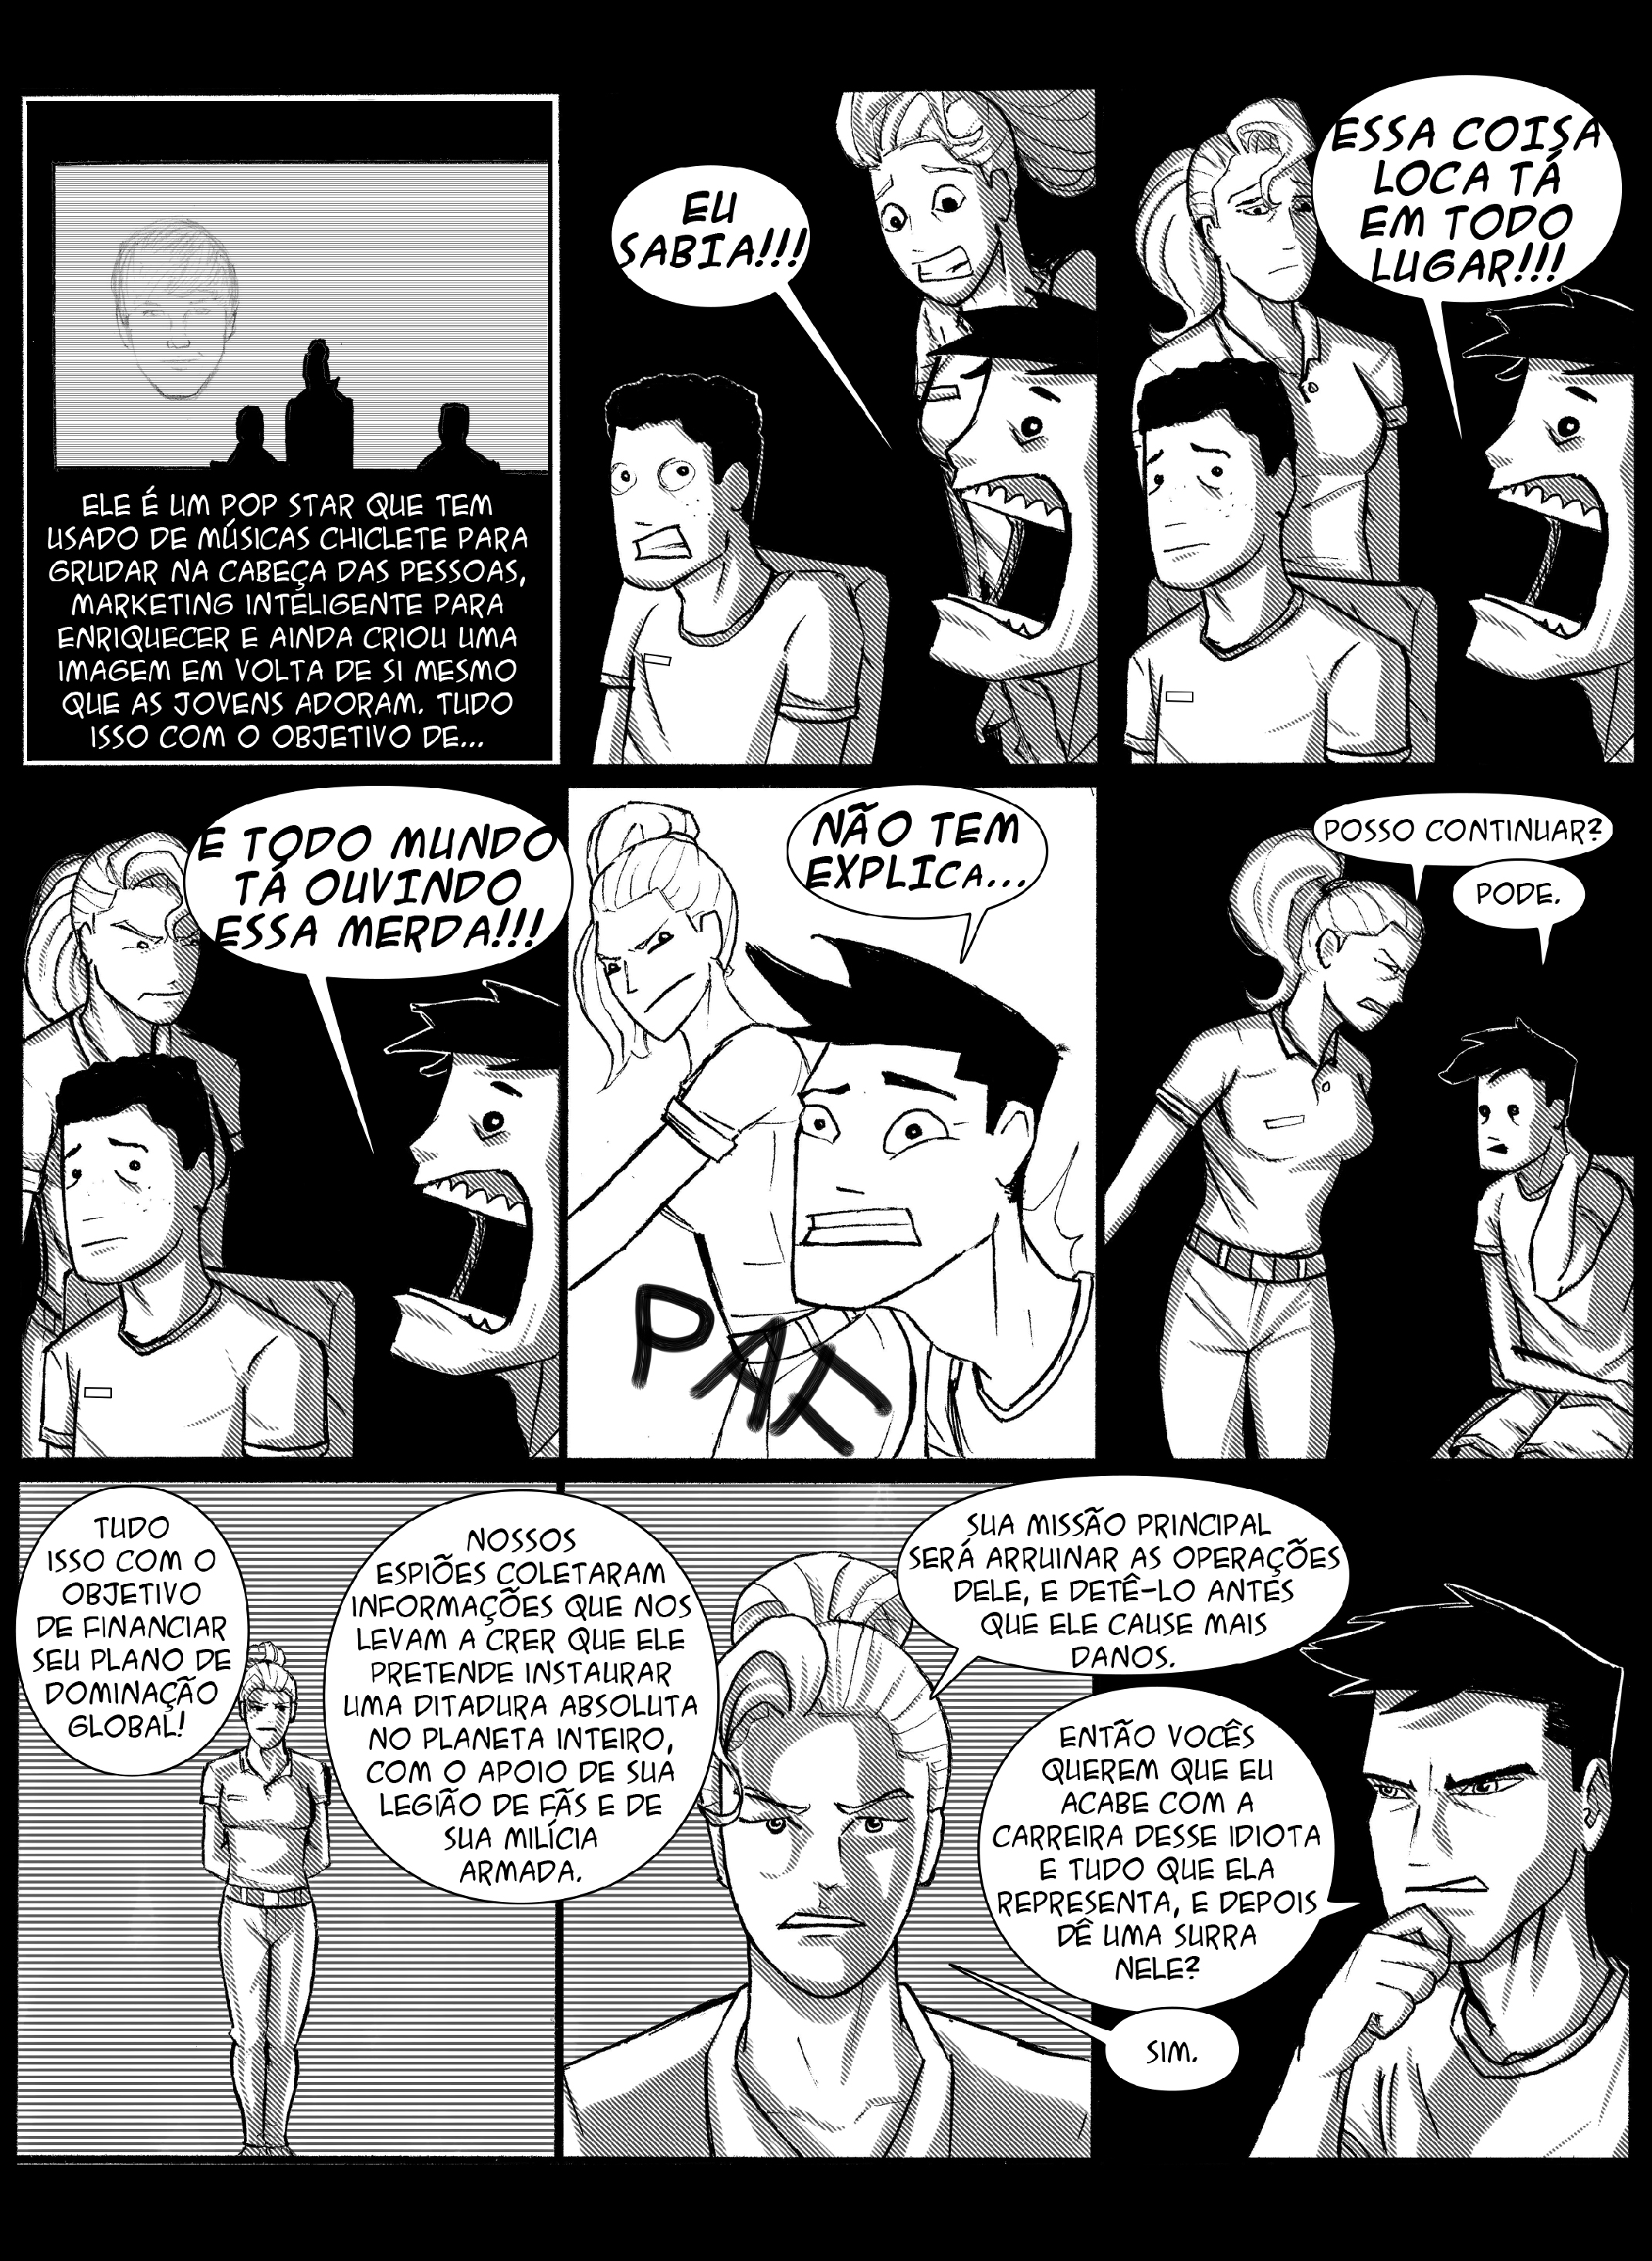 ELE É UM POP STAR QUE TEM
USADO DE MÚSICAS CHICLETE PARA
GRUDAR NA CABEÇA DAS PESSOAS,
MARKETING INTELIGENTE PARA
ENRIQUECER E AINDA CRIOU UMA
IMAGEM EM VOLTA DE SI MESMO
QUE AS JOVENS ADORAM. TUDO
ISSO COM O OBJETIVO DE...
EU
SABIA!!!
ESSA COISA
LOCA TÁ
EM TODO
LUGAR!!!
E TODO MUNDO
TÁ OUVINDO
ESSA MERDA!!!
NÃO TEM
EXPLICA...
PAT
POSSO CONTINUAR?
PODE.
TUDO
ISSO COM O
OBJETIVO
DE FINANCIAR
SEU PLANO DE
DOMINAÇÃO
GLOBAL!
NOSSOS
ESPIÕES COLETARAM
INFORMAÇÕES QUE NOS
LEVAM A CRER QUE ELE
PRETENDE INSTAURAR
UMA DITADURA ABSOLUTA
NO PLANETA INTEIRO,
COM O APOIO DE SUA
LEGIÃO DE FÃS E DE
SUA MILÍCIA
ARMADA.
SUA MISSÃO PRINCIPAL
SERÁ ARRUINAR AS OPERAÇÕES
DELE, E DETÊ-LO ANTES
QUE ELE CAUSE MAIS
DANOS.
ENTÃO VOCÊS
QUEREM QUE EU
ACABE COM A
CARREIRA DESSE IDIOTA
E TUDO QUE ELA
REPRESENTA, E DEPOIS
DÊ UMA SURRA
NELE?
SIM.